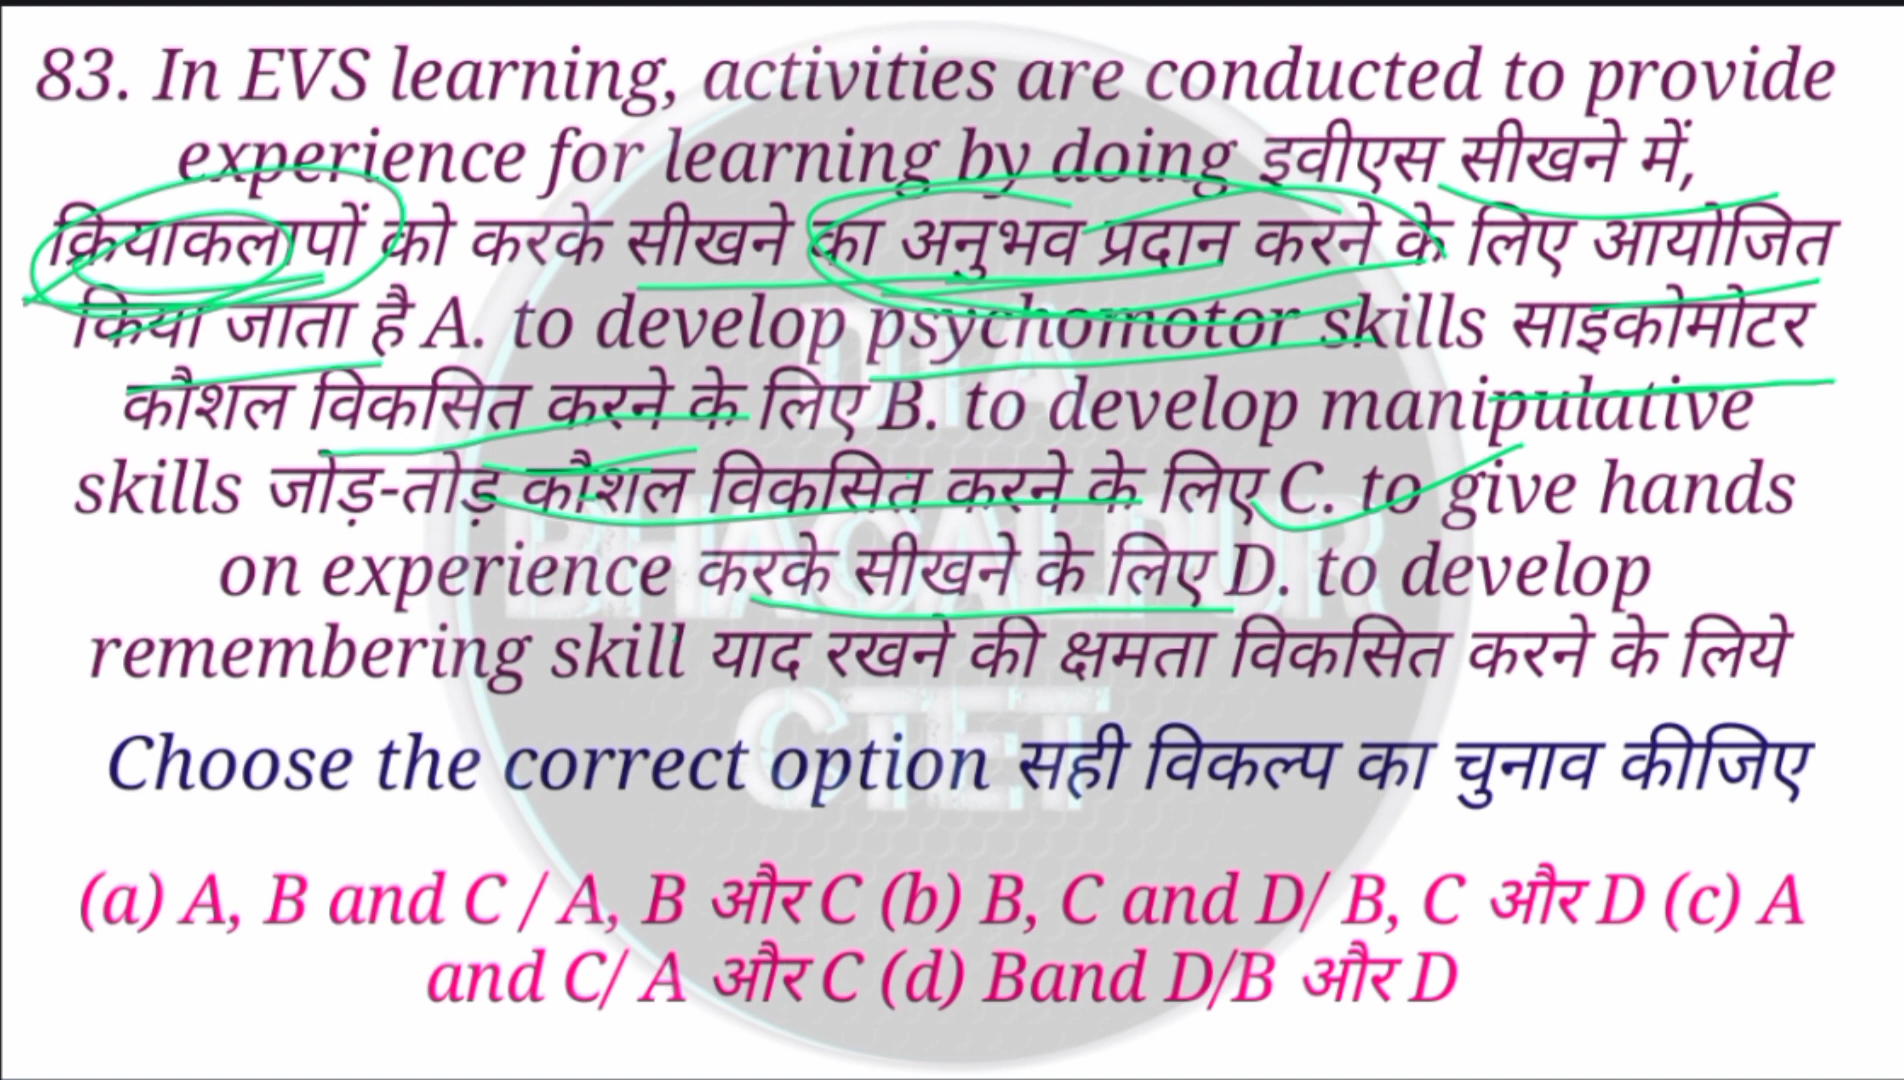 83. In EVS learning, activities are conducted to provide
experience for learning by doing इवीएस सीखने में,
क्रियाकलापों को करके सीखने का अनुभव प्रदान करने के लिए आयोजित
किया जाता है A. to develop psychomotor skills साइकोमोटर
कौशल विकसित करने के लिए B. to develop manipulative
skills जोड़-तोड़ कौशल विकसित करने के लिए C. to give hands
on experience करके सीखने के लिए D. to develop
remembering skill याद रखने की क्षमता विकसित करने के लिये
Choose the correct option सही विकल्प का चुनाव कीजिए
(a) A, B and C / A, B और C (b) B, C and D/ B, C और D (c) A
and C/ A और C (d) Band D/B और D
BHAGALPUR
CTET